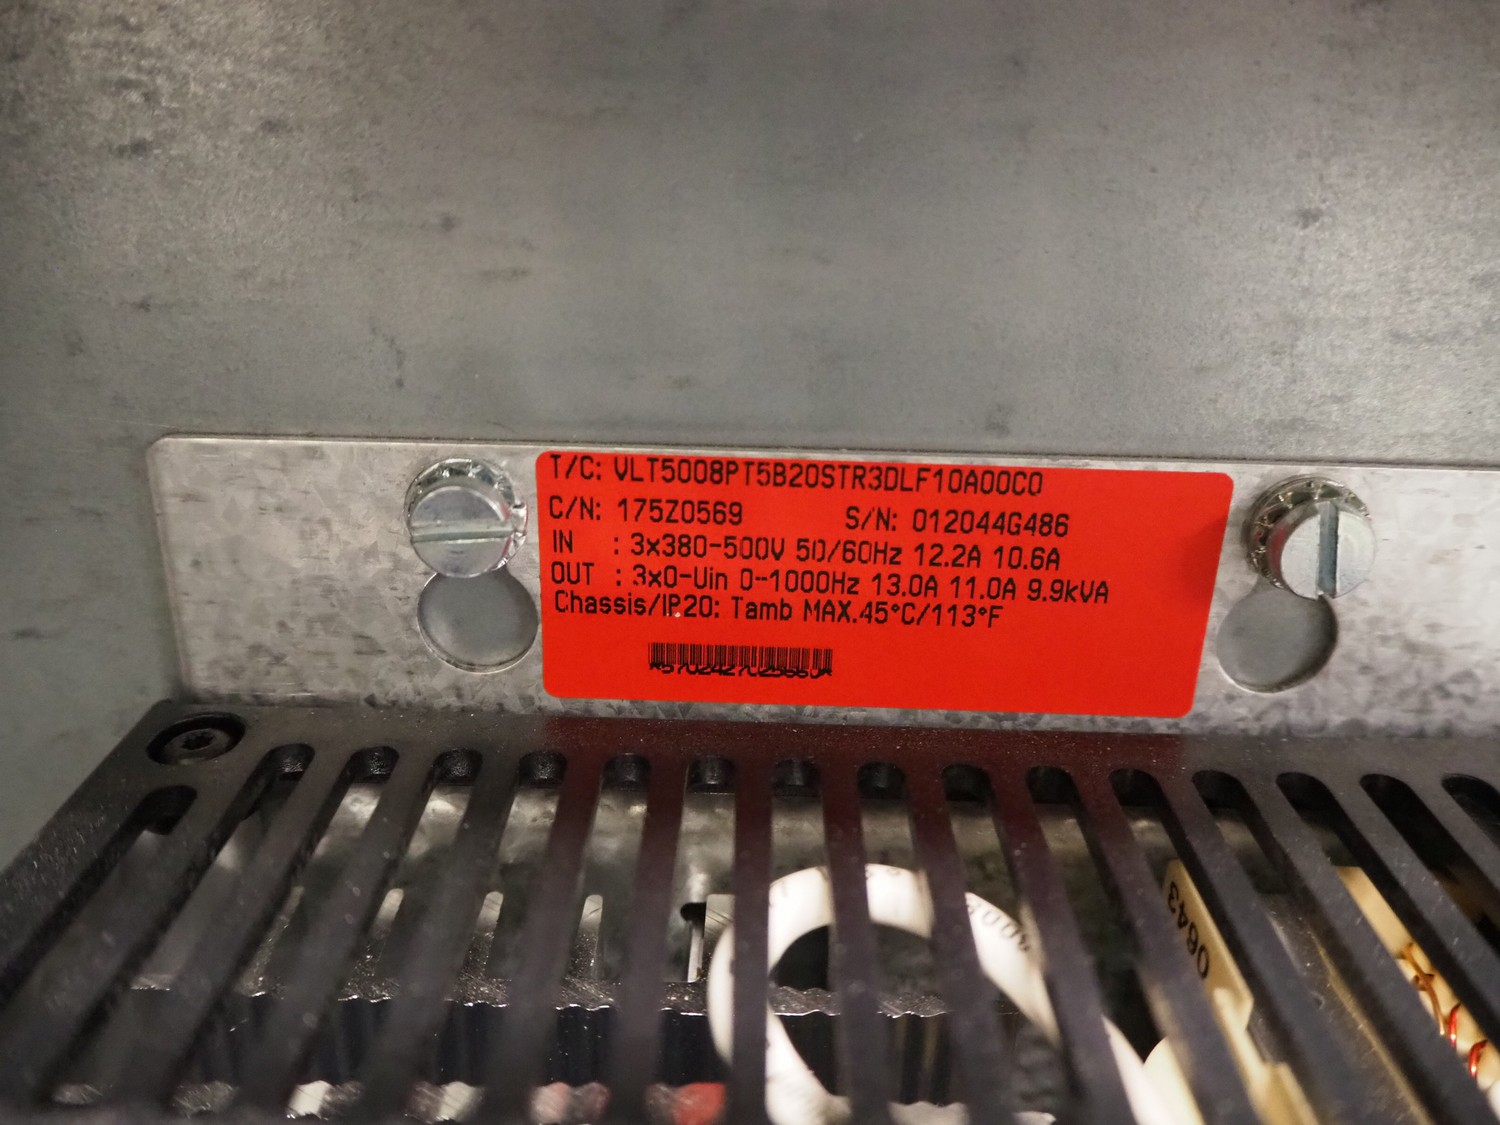 T/C: VLT5008PT5B20STR3DLF10A00C0
C/N: 175Z0569 S/N: 012044G486
IN : 3x380-500V 50/60Hz 12.2A 10.6A
OUT : 3x0-Uin 0-1000Hz 13.0A 11.0A 9.9kVA
Chassis/IP20: Tamb MAX.45°C/113°F
0643